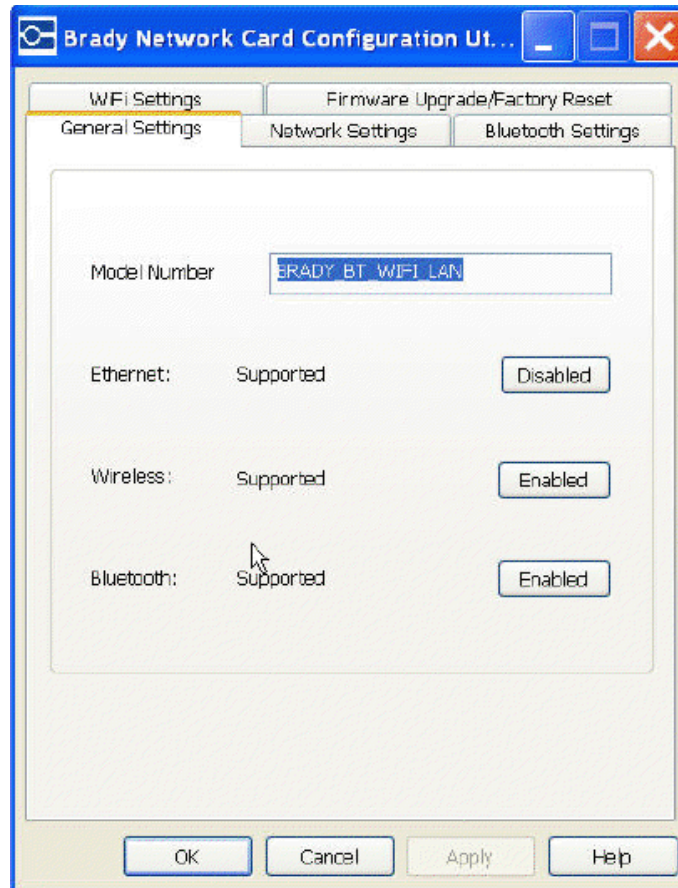 Brady Network Card Configuration Ut...
WiFi Settings
Firmware Upgrade/Factory Reset
General Settings
Network Settings
Bluetooth Settings
Model Number
BRADY_BT_WIFI_LAN
Ethernet:
Supported
Disabled
Wireless:
Supported
Enabled
Bluetooth:
Supported
Enabled
OK
Cancel
Apply
Help